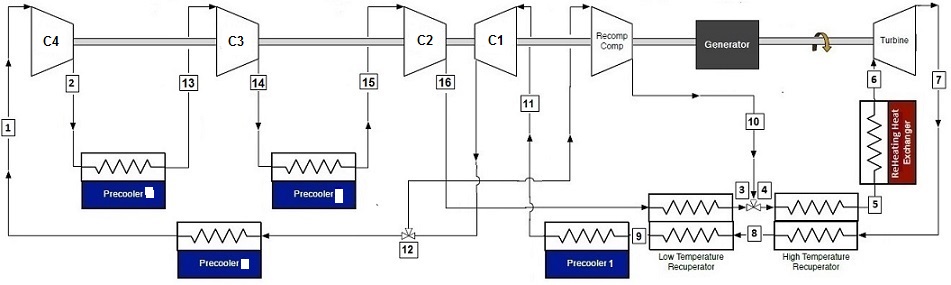 C4
C3
C2
C1
Recomp
Comp
Generator
Turbine
2
13
14
15
16
11
6
7
1
10
ReHeating Heat
Exchanger
Precooler
Precooler
3
4
5
12
9
8
Precooler
Precooler 1
Low Temperature
Recuperator
High Temperature
Recuperator